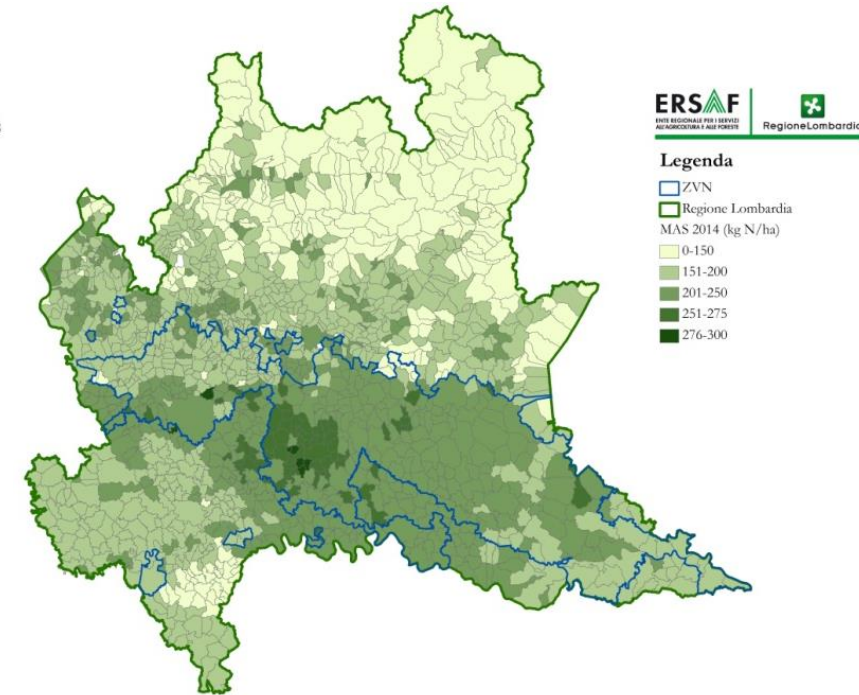 ERSAF
ENTE REGIONALE PER I SERVIZI
ALL'AGRICOLTURA E ALLE FORESTE
RegioneLombardia
Legenda
ZVN
Regione Lombardia
MAS 2014 (kg N/ha)
0-150
151-200
201-250
251-275
276-300